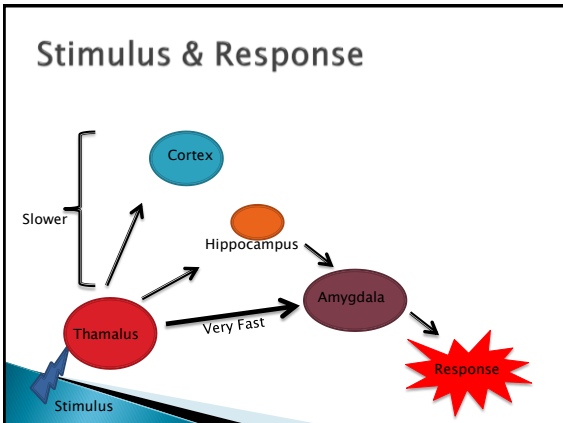 Stimulus & Response
Cortex
Slower
Hippocampus
Amygdala
Very Fast
Thamalus
Response
Stimulus